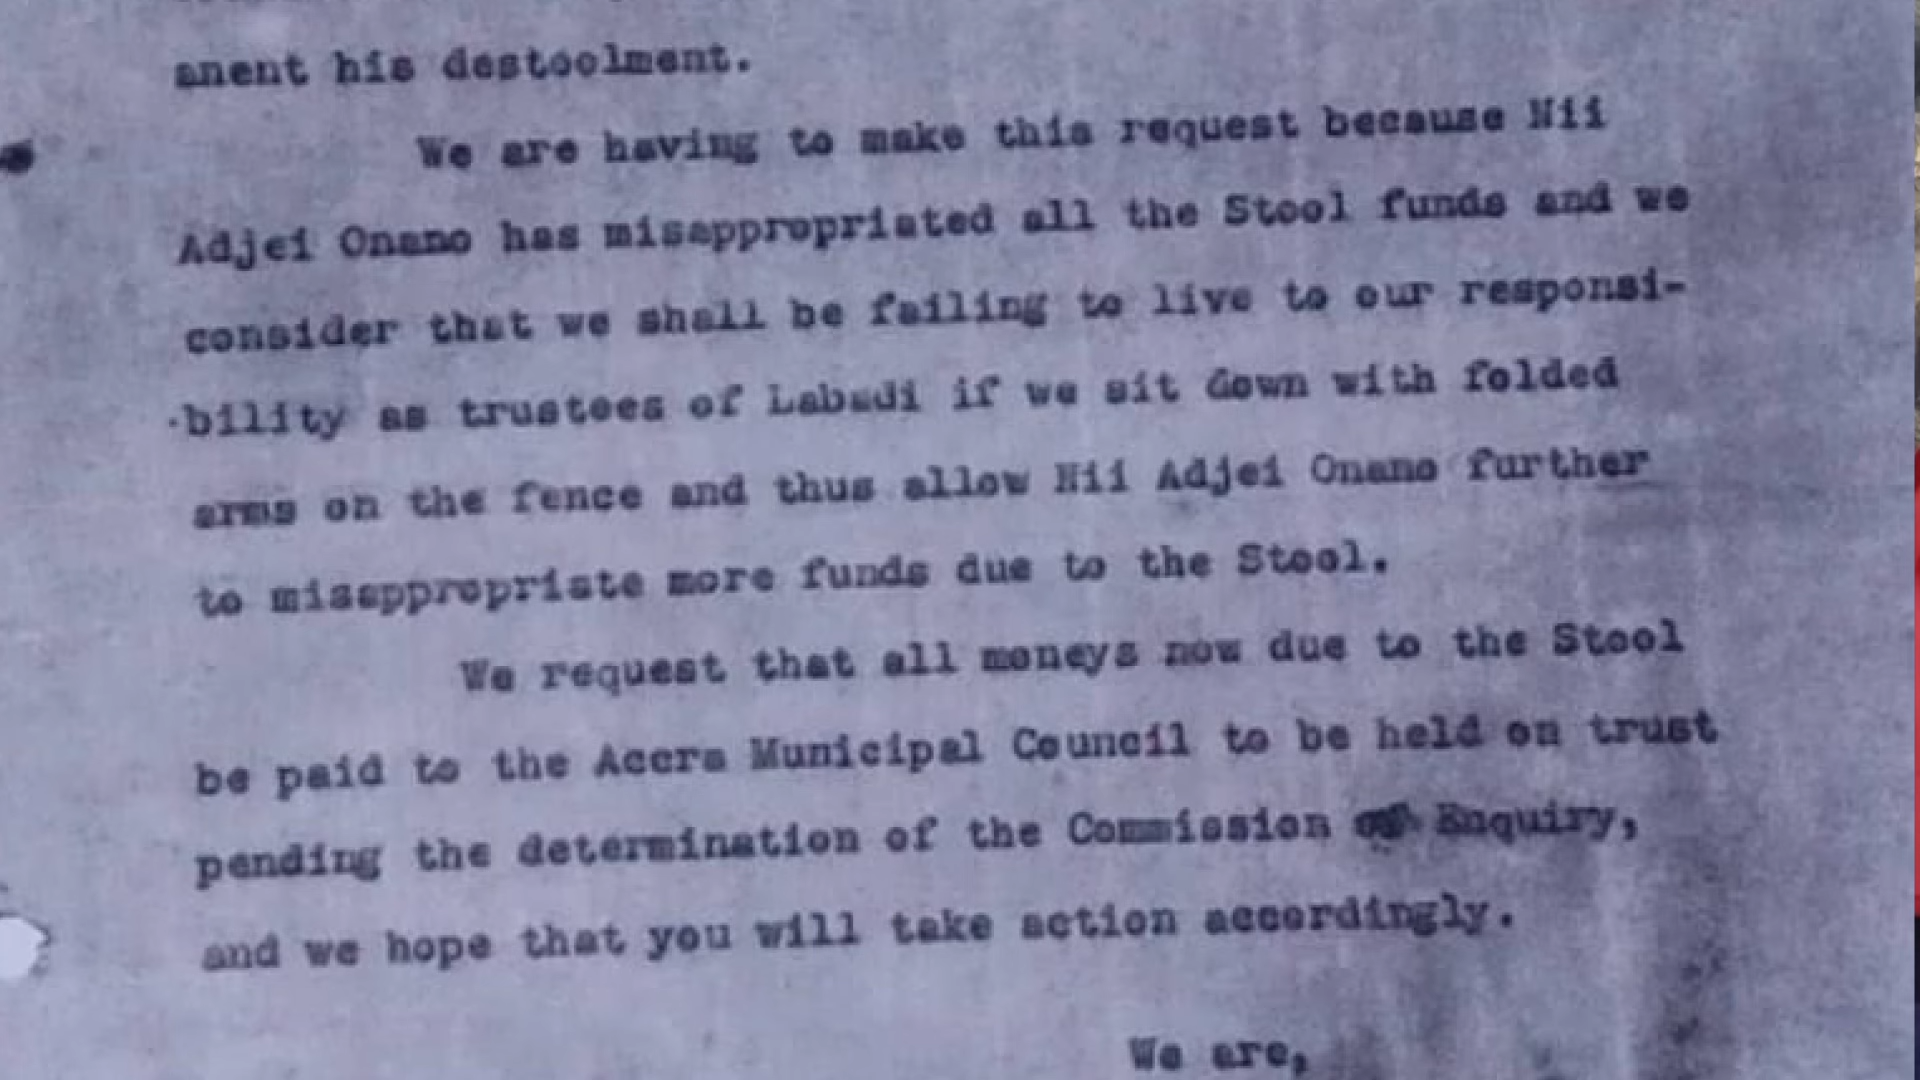 anent his destoolment.
We are having to make this request because Nii
Adjei Onano has misappropriated all the Stool funds and we
consider that we shall be failing to live to our responsi-
bility as trustees of Labadi if we sit down with folded
arms on the fence and thus allow Nii Adjei Onano further
to misappropriate more funds due to the Stool.
We request that all moneys now due to the Stool
be paid to the Accra Municipal Council to be held on trust
pending the determination of the Commission of Enquiry,
and we hope that you will take action accordingly.
We are,